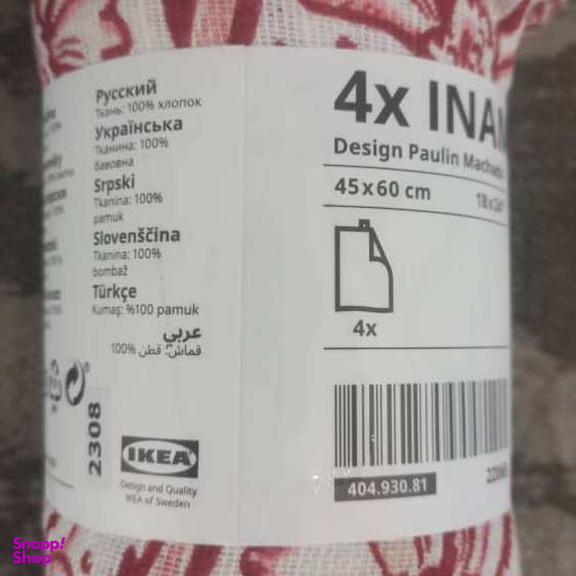 Русский
Ткань: 100% хлопок
Українська
Тканина: 100%
бавовна
Srpski
Tkanina: 100%
pamuk
Slovenščina
Tkanina: 100%
bombaž
Türkçe
Kumaş: %100 pamuk
عربي
قماش: قطن 100%
2308
IKEA
Design and Quality
IKEA of Sweden
4x INAM
Design Paulin Machado
45x60 cm
4x
404.930.81
Snapp!
Shop